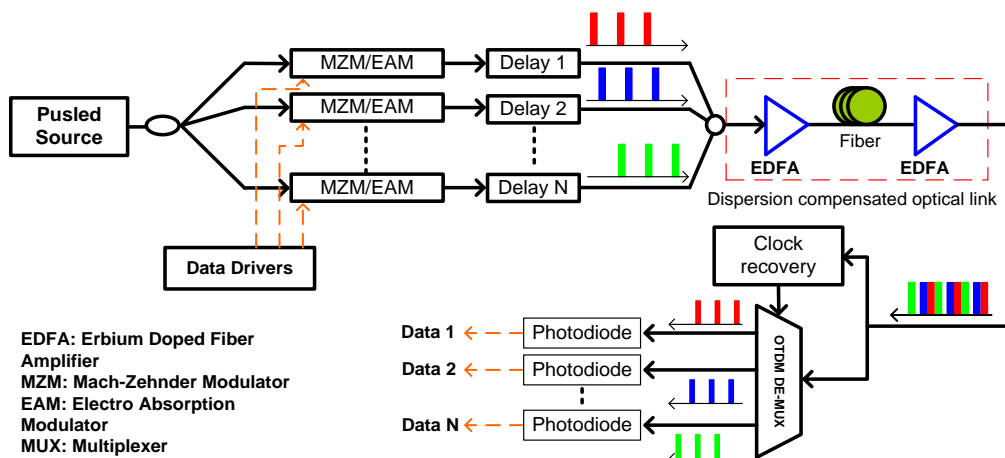 Pusled
Source
MZM/EAM
MZM/EAM
MZM/EAM
Delay 1
Delay 2
Delay N
EDFA
Fiber
EDFA
Dispersion compensated optical link
Data Drivers
Clock
recovery
OTDM DE-MUX
Data 1
Photodiode
Data 2
Photodiode
Data N
Photodiode
EDFA: Erbium Doped Fiber
Amplifier
MZM: Mach-Zehnder Modulator
EAM: Electro Absorption
Modulator
MUX: Multiplexer